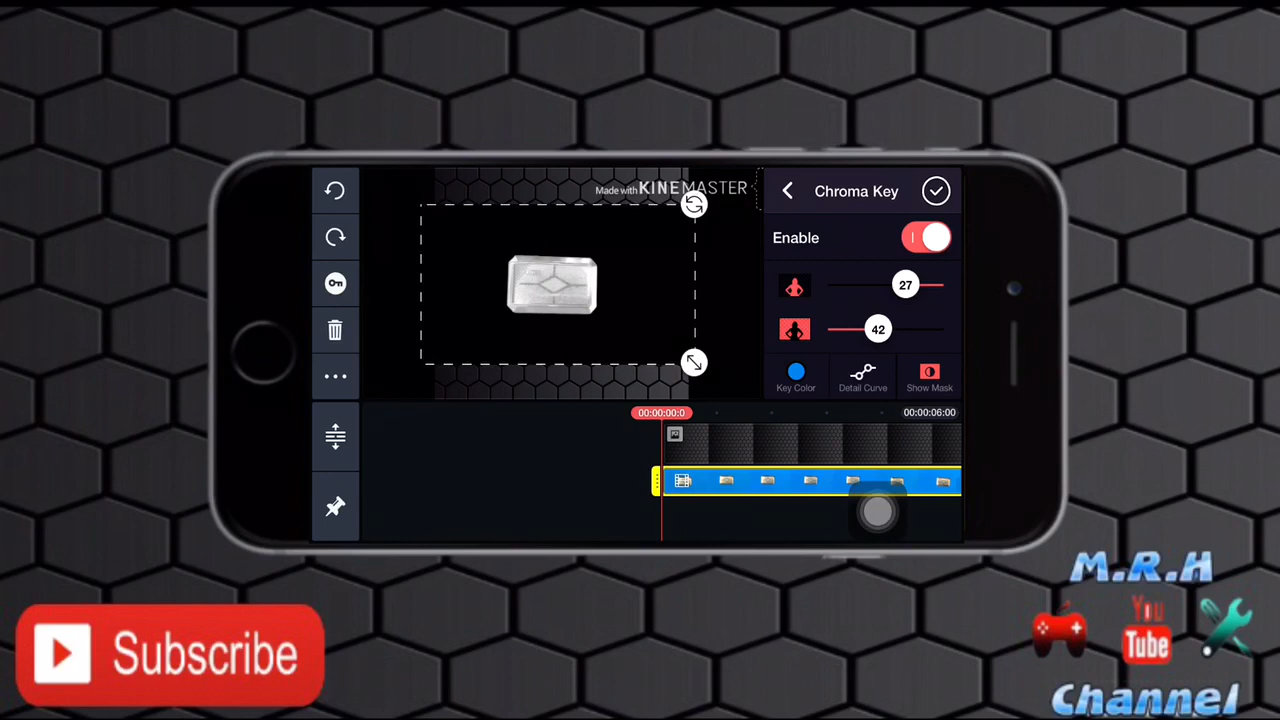 Made with KINEMASTER
Chroma Key
Enable
27
42
Key Color
Detail Curve
Show Mask
00:00:00:0
00:00:06:00
M.R.H
You
Tube
Channel
Subscribe